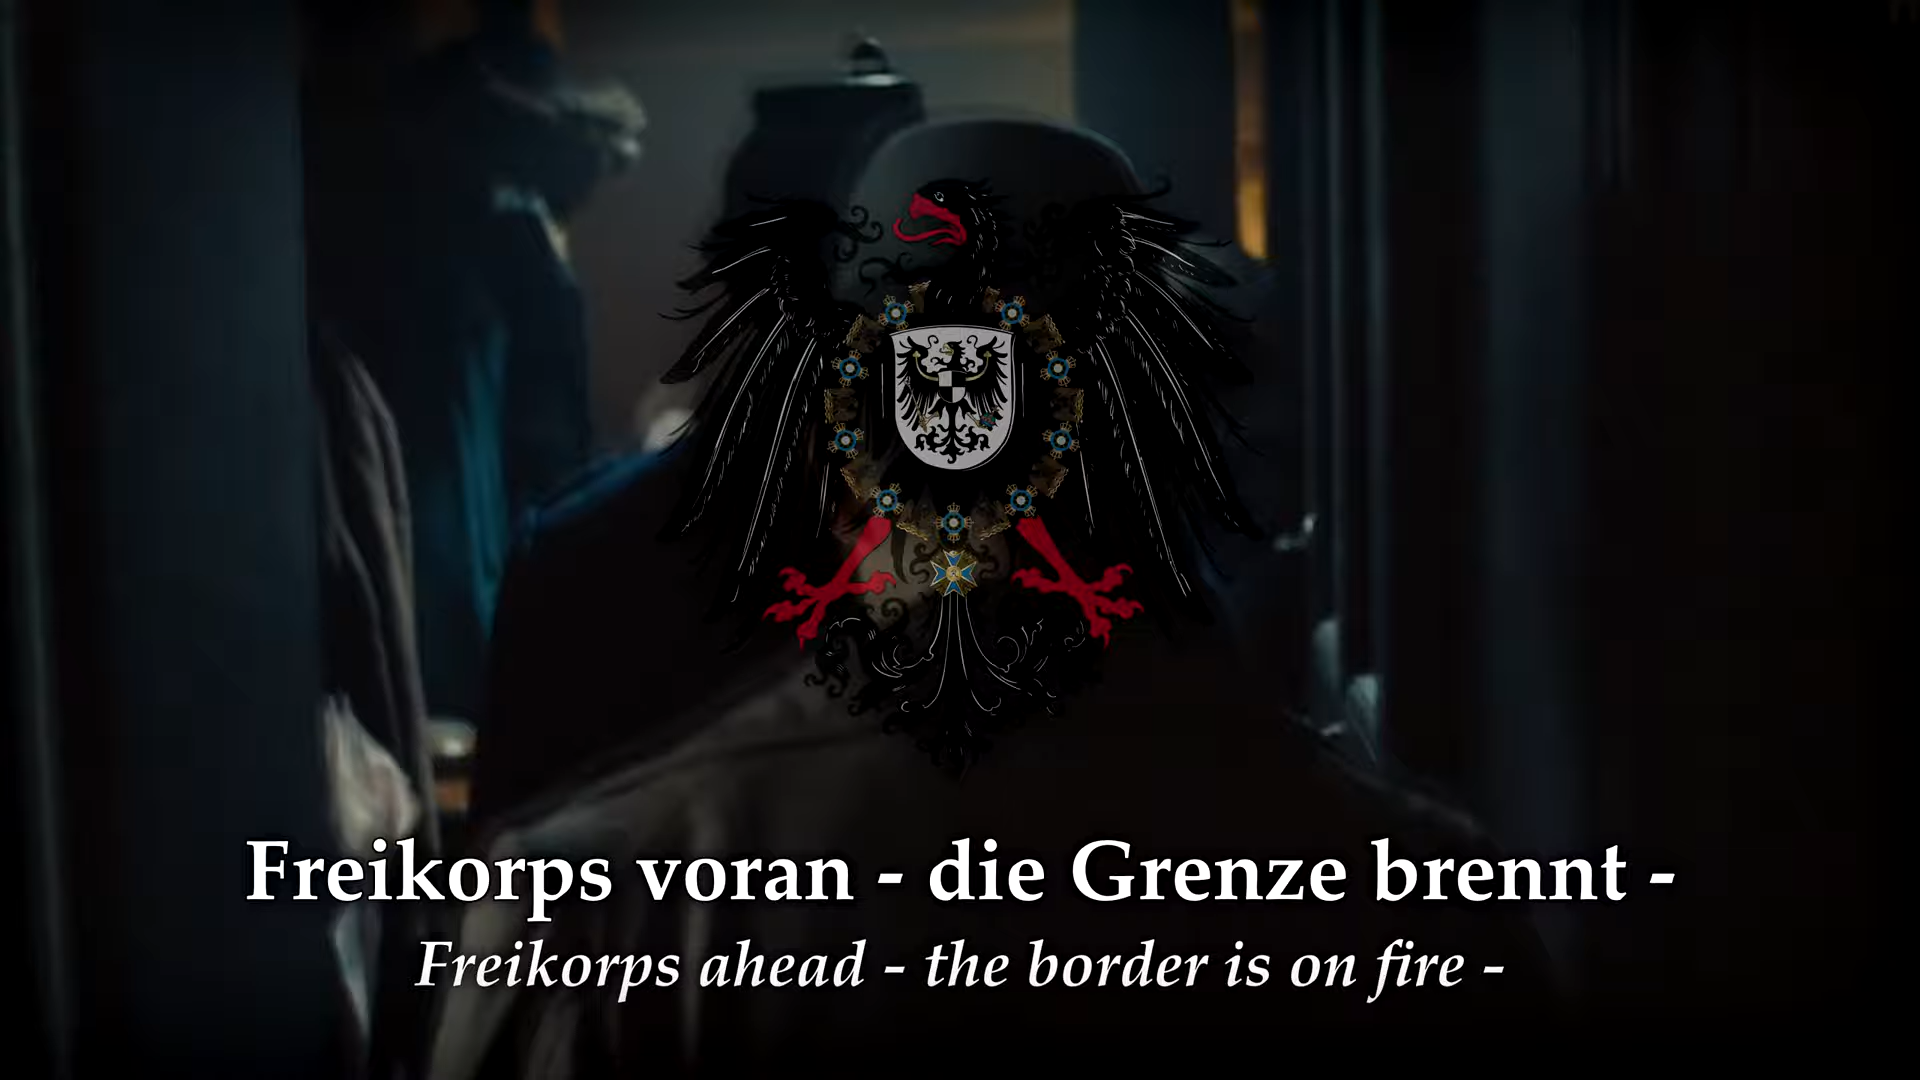 Freikorps voran - die Grenze brennt -
Freikorps ahead - the border is on fire -